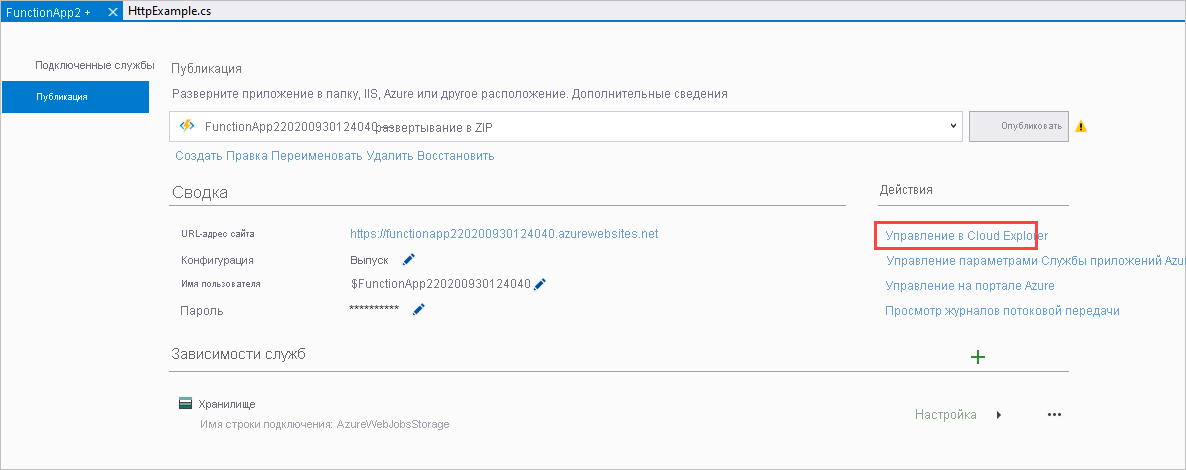 FunctionApp2 + ✕ HttpExample.cs
Подключенные службы
Публикация
Публикация
Разверните приложение в папку, IIS, Azure или другое расположение. Дополнительные сведения
FunctionApp220200930124040 — развертывание в ZIP
Опубликовать
Создать Правка Переименовать Удалить Восстановить
Сводка
URL-адрес сайта https://functionapp220200930124040.azurewebsites.net
Конфигурация Выпуск
Имя пользователя $FunctionApp220200930124040
Пароль **********
Действия
Управление в Cloud Explorer
Управление параметрами Службы приложений Azu
Управление на портале Azure
Просмотр журналов потоковой передачи
Зависимости служб
Хранилище
Имя строки подключения: AzureWebJobsStorage
Настройка